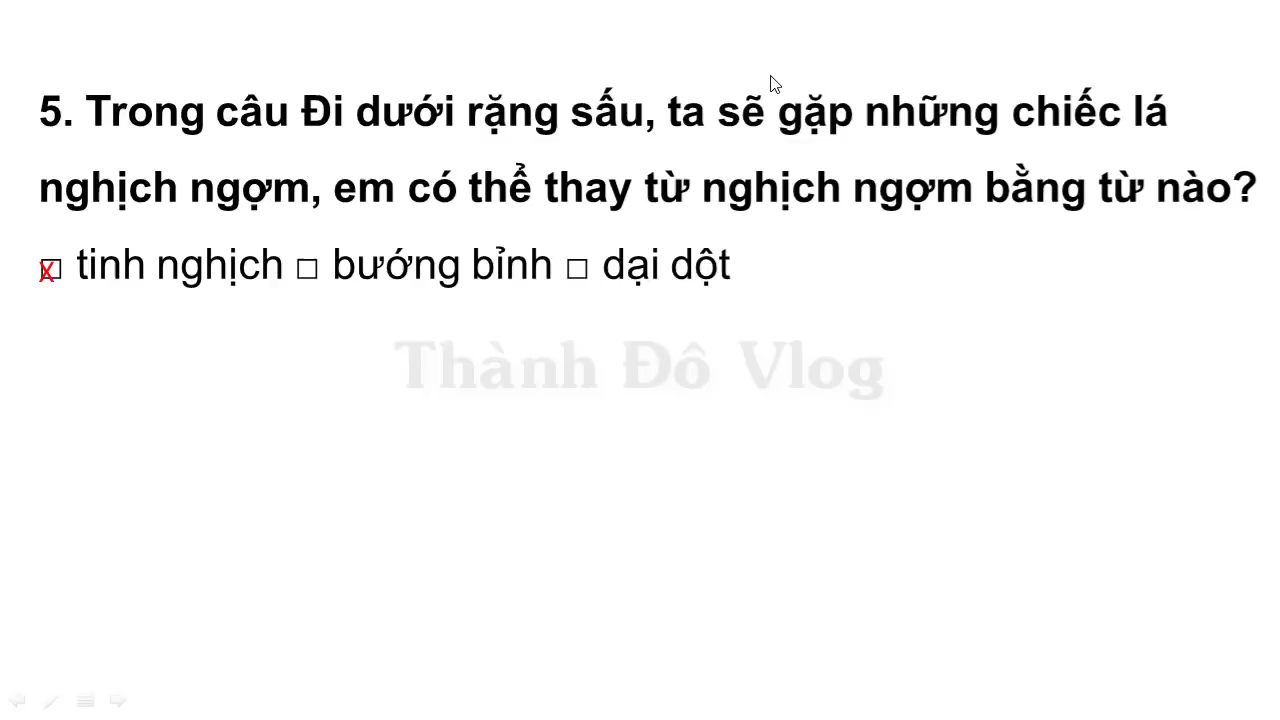 5. Trong câu Đi dưới rặng sấu, ta sẽ gặp những chiếc lá
nghịch ngợm, em có thể thay từ nghịch ngợm bằng từ nào?
□ tinh nghịch □ bướng bỉnh □ dại dột
X
Thành Đô Vlog